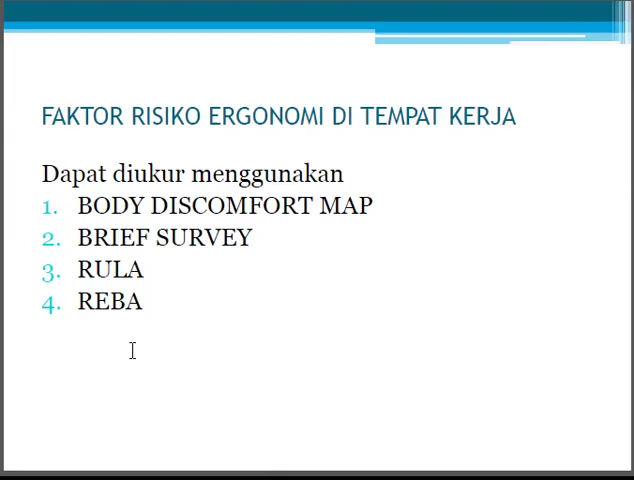 FAKTOR RISIKO ERGONOMI DI TEMPAT KERJA
Dapat diukur menggunakan
1. BODY DISCOMFORT MAP
2. BRIEF SURVEY
3. RULA
4. REBA